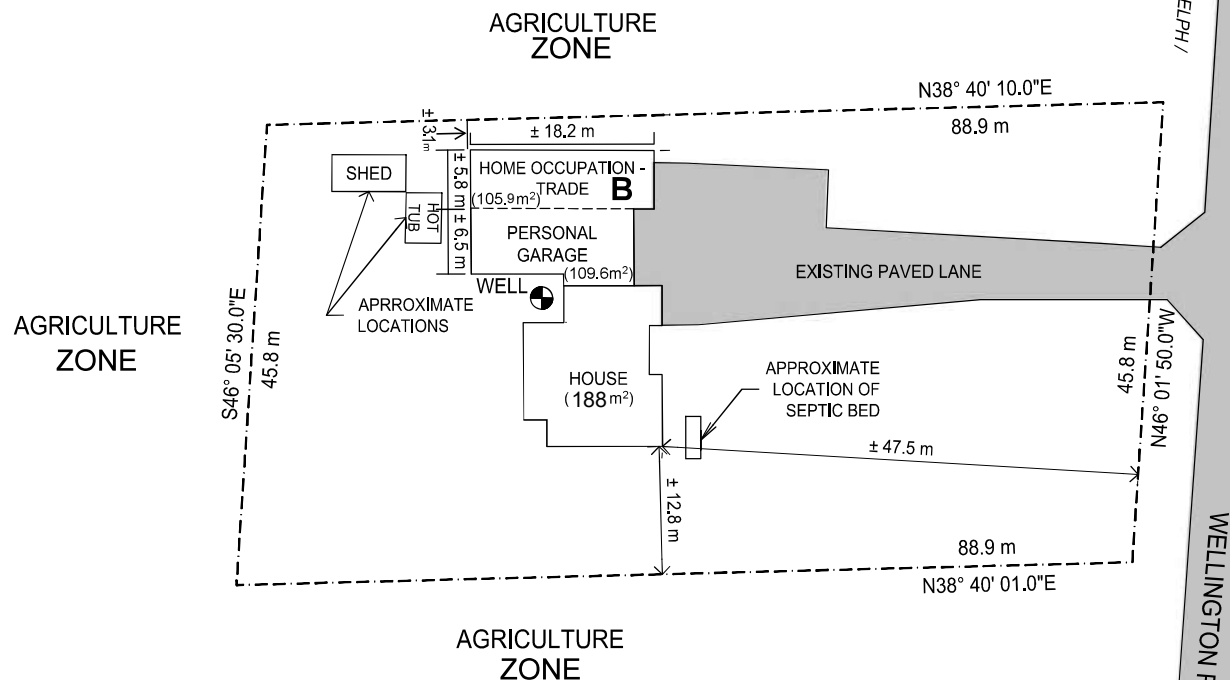 AGRICULTURE
ZONE
ELPH /
N38° 40' 10.0"E
88.9 m
± 3.1m
± 18.2 m
SHED
HOME OCCUPATION -
TRADE
B
(105.9m²)
± 5.8 m
HOT
TUB
± 6.5 m
PERSONAL
GARAGE
(109.6m²)
WELL
EXISTING PAVED LANE
APRROXIMATE
LOCATIONS
AGRICULTURE
ZONE
S46° 05' 30.0"E
45.8 m
HOUSE
(188m²)
APPROXIMATE
LOCATION OF
SEPTIC BED
45.8 m
N46° 01' 50.0"W
± 47.5 m
± 12.8 m
88.9 m
N38° 40' 01.0"E
WELLINGTON
AGRICULTURE
ZONE